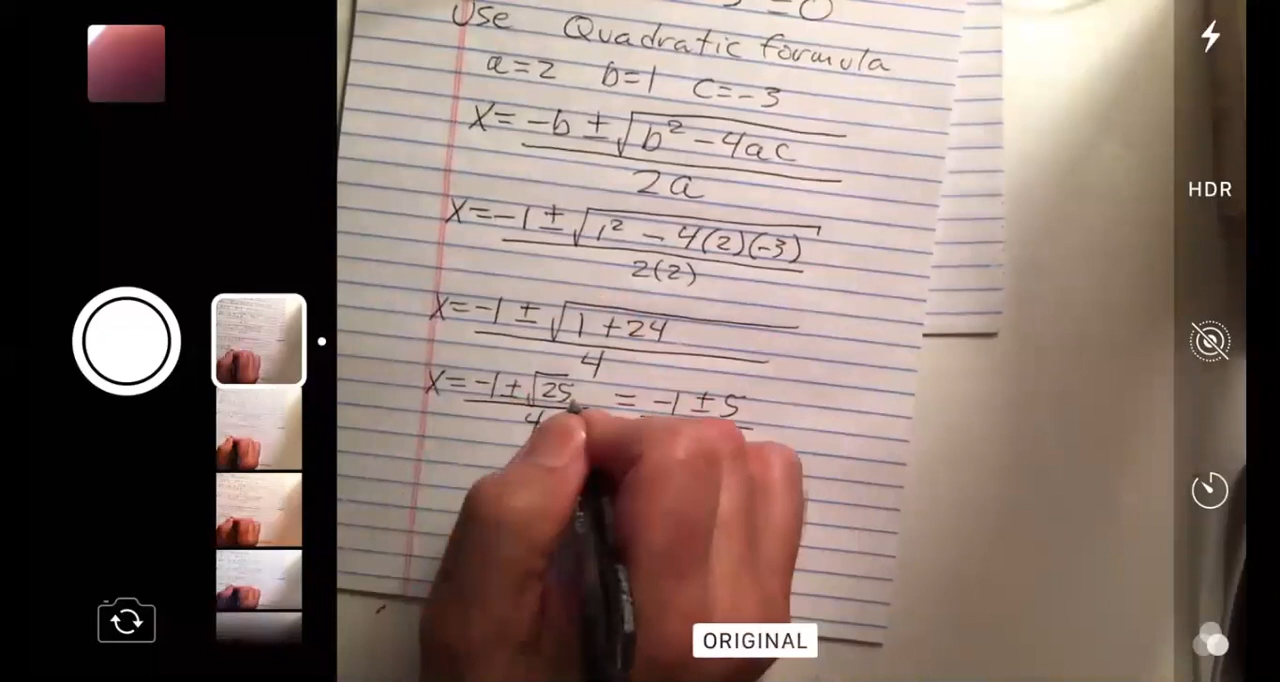 =0
Use Quadratic formula
a=2 b=1 c=-3
X= -b ± √b² - 4ac
2a
X= -1 ± √1² - 4(2)(-3)
2(2)
X= -1 ± √1+24
4
X= -1 ± √25 = -1 ± 5
4
HDR
ORIGINAL